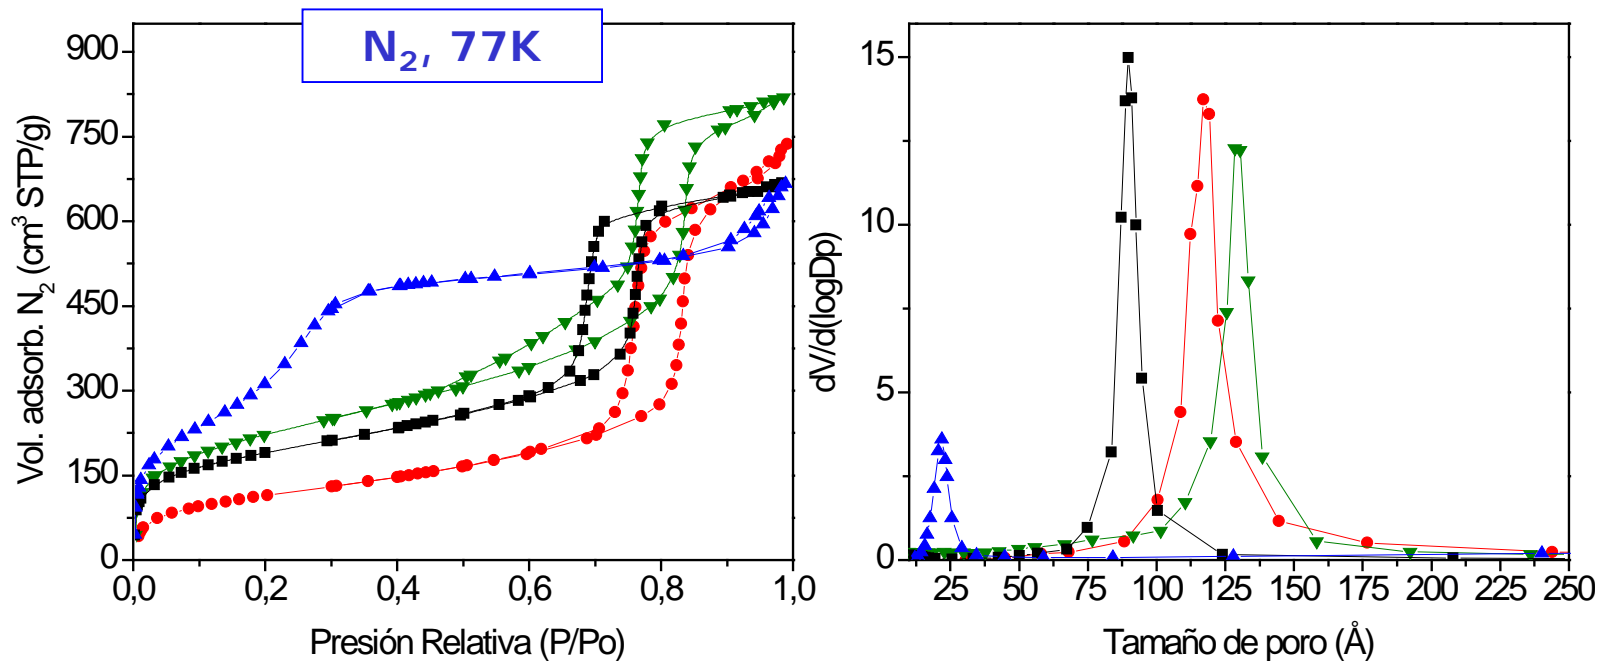 N₂, 77K
Vol. adsorb. N₂ (cm³ STP/g)
900
750
600
450
300
150
0
0,0 0,2 0,4 0,6 0,8 1,0
Presión Relativa (P/Po)
dV/d(logDp)
15
10
5
0
25 50 75 100 125 150 175 200 225 250
Tamaño de poro (Å)